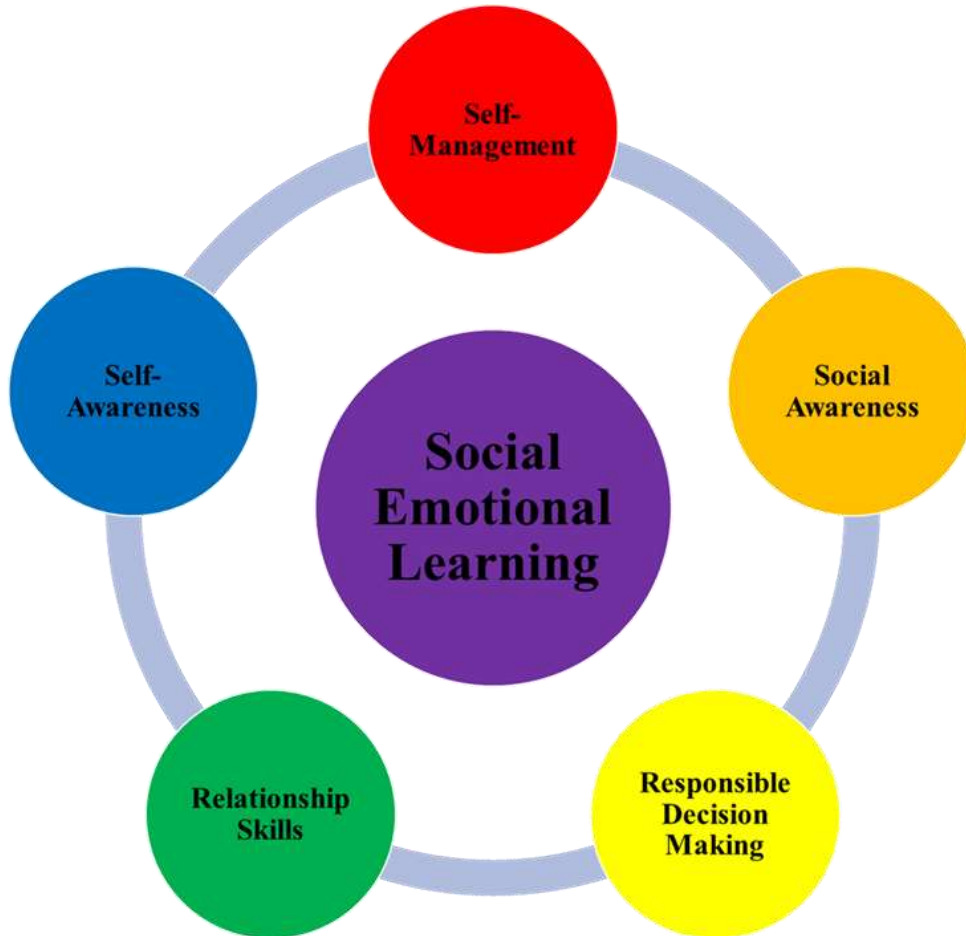 Self-
Management
Self-
Awareness
Social
Awareness
Social
Emotional
Learning
Relationship
Skills
Responsible
Decision
Making